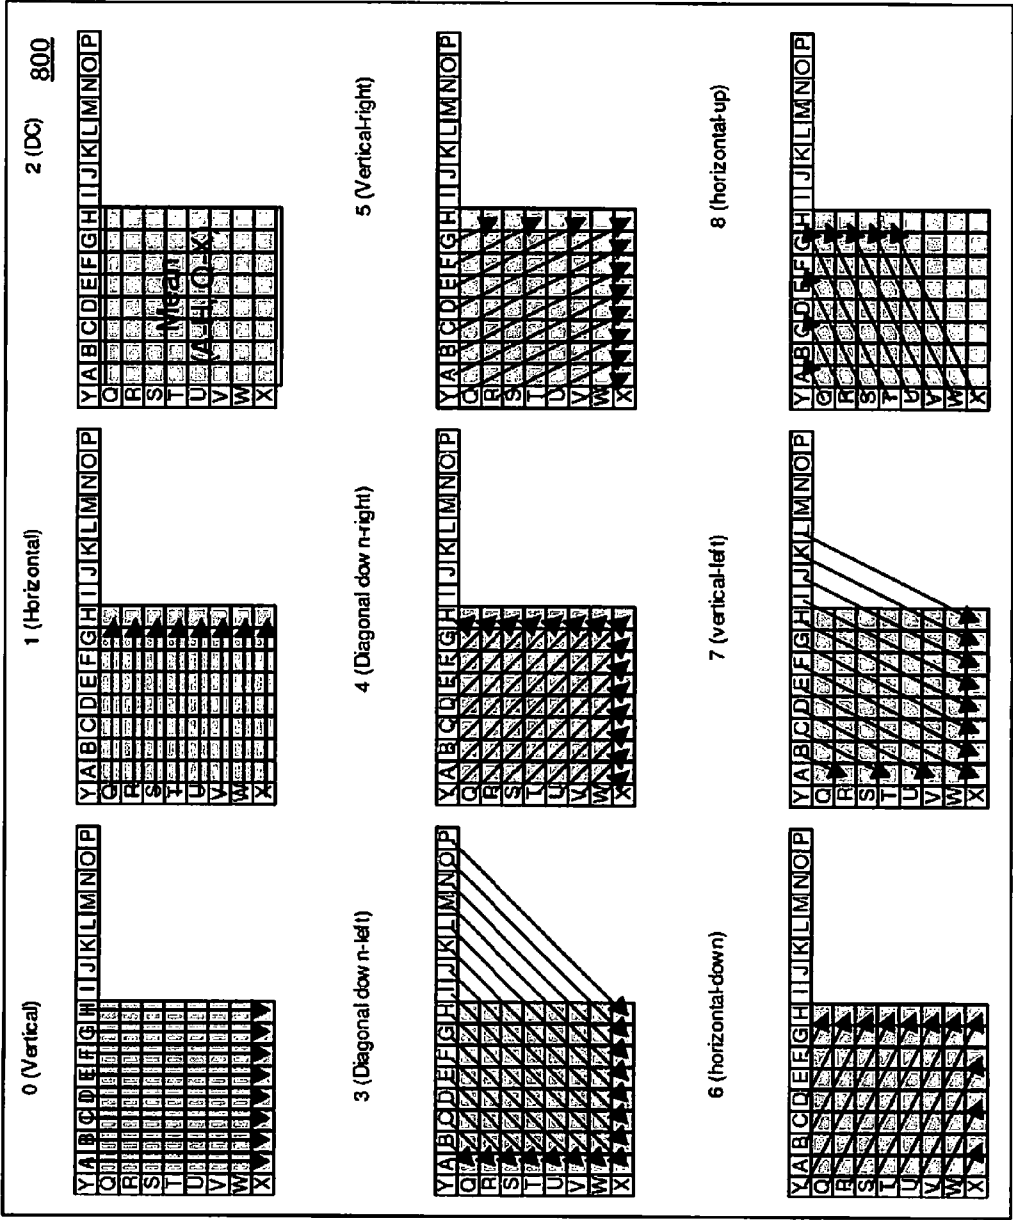 800
0 (Vertical)
Y A B C D E F G H I J K L M N O P
Q
R
S
T
U
V
W
X
1 (Horizontal)
Y A B C D E F G H I J K L M N O P
Q
R
S
T
U
V
W
X
2 (DC)
Y A B C D E F G H I J K L M N O P
Q
R
S
T
U
V
W
X
Mean
(A-H, Q-X)
3 (Diagonal down-left)
Y A B C D E F G H I J K L M N O P
Q
R
S
T
U
V
W
X
4 (Diagonal down-right)
Y A B C D E F G H I J K L M N O P
Q
R
S
T
U
V
W
X
5 (Vertical-right)
Y A B C D E F G H I J K L M N O P
Q
R
S
T
U
V
W
X
6 (horizontal-down)
Y A B C D E F G H I J K L M N O P
Q
R
S
T
U
V
W
X
7 (vertical-left)
Y A B C D E F G H I J K L M N O P
Q
R
S
T
U
V
W
X
8 (horizontal-up)
Y A B C D E F G H I J K L M N O P
Q
R
S
T
U
V
W
X